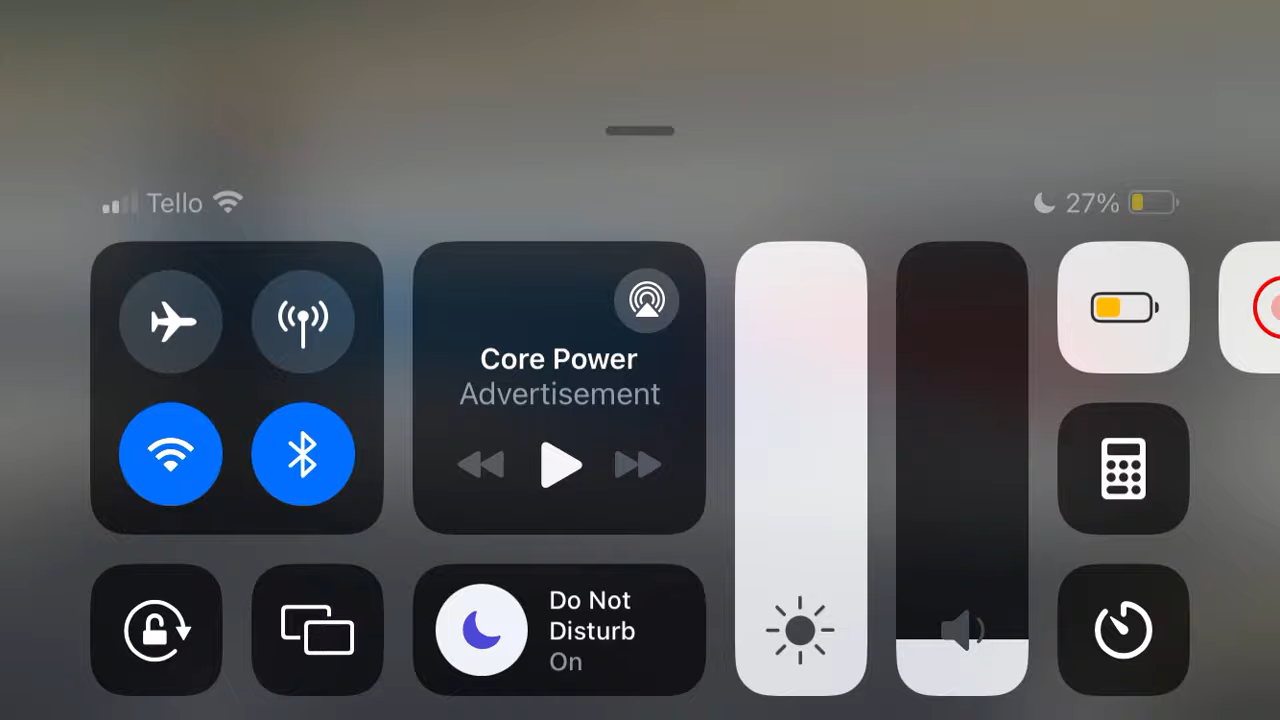 Tello
27%
Core Power
Advertisement
Do Not
Disturb
On